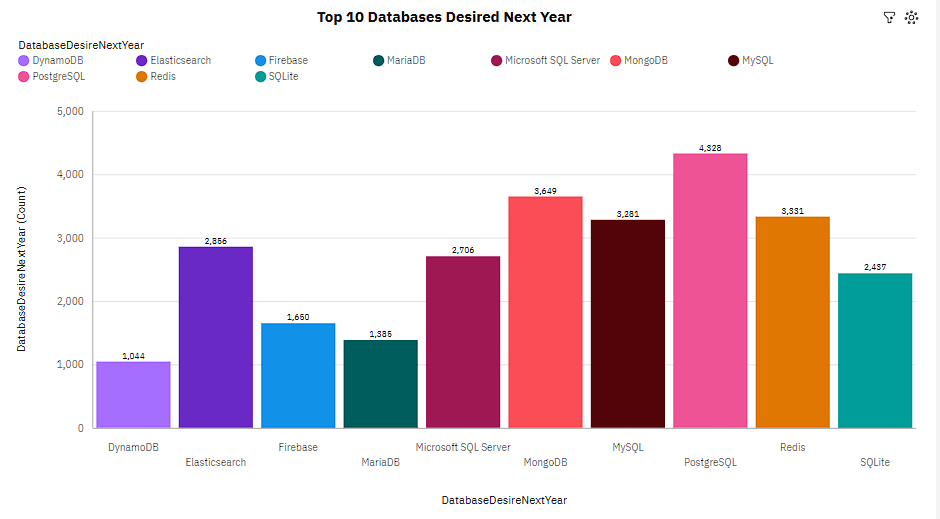 Top 10 Databases Desired Next Year
DatabaseDesireNextYear
DynamoDB Elasticsearch Firebase MariaDB Microsoft SQL Server MongoDB MySQL
PostgreSQL Redis SQLite
5,000
4,328
4,000
3,649
3,331
3,281
3,000
2,856
2,706
2,437
2,000
1,650
1,385
1,044
1,000
0
DatabaseDesireNextYear (Count)
DynamoDB Firebase Microsoft SQL Server MySQL Redis
Elasticsearch MariaDB MongoDB PostgreSQL SQLite
DatabaseDesireNextYear